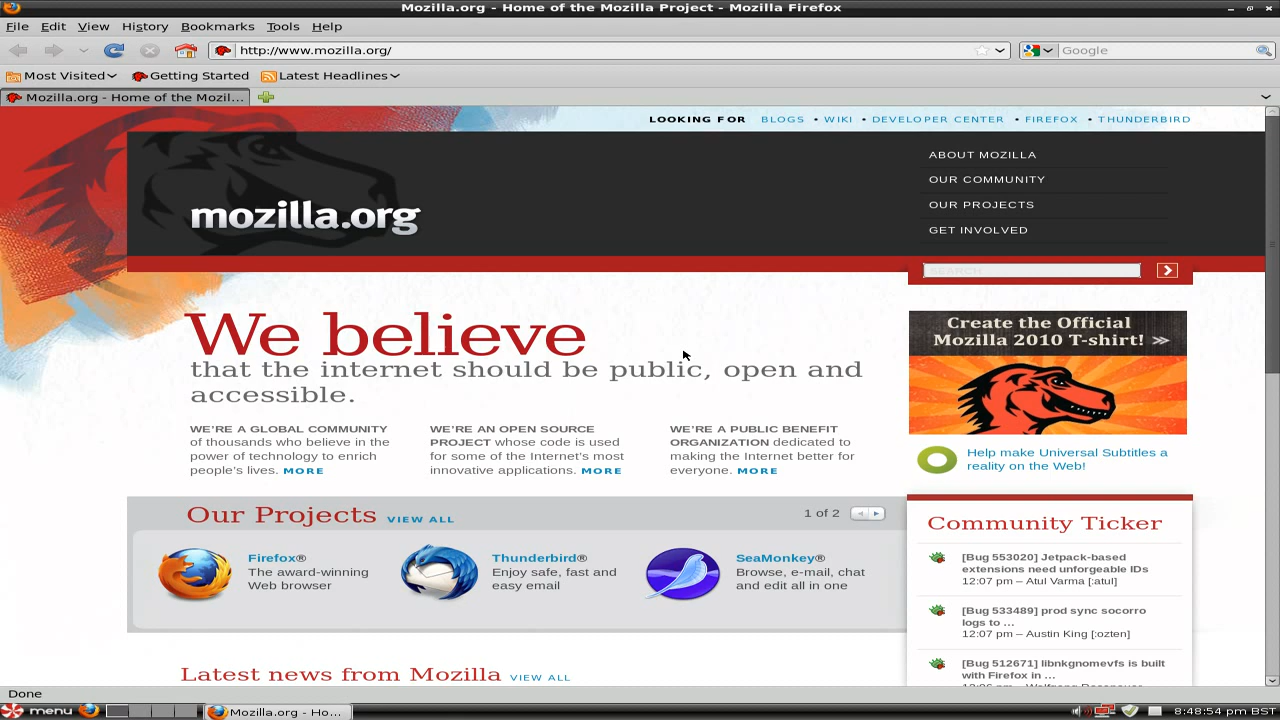 Mozilla.org - Home of the Mozilla Project - Mozilla Firefox
File Edit View History Bookmarks Tools Help
http://www.mozilla.org/
Google
Most Visited
Getting Started
Latest Headlines
Mozilla.org - Home of the Mozil...
LOOKING FOR BLOGS • WIKI • DEVELOPER CENTER • FIREFOX • THUNDERBIRD
mozilla.org
ABOUT MOZILLA
OUR COMMUNITY
OUR PROJECTS
GET INVOLVED
SEARCH
We believe
that the internet should be public, open and
accessible.
WE'RE A GLOBAL COMMUNITY
of thousands who believe in the
power of technology to enrich
people's lives. MORE
WE'RE AN OPEN SOURCE
PROJECT whose code is used
for some of the Internet's most
innovative applications. MORE
WE'RE A PUBLIC BENEFIT
ORGANIZATION dedicated to
making the Internet better for
everyone. MORE
Create the Official
Mozilla 2010 T-shirt! >>
Help make Universal Subtitles a
reality on the Web!
Our Projects VIEW ALL
1 of 2
Firefox®
The award-winning
Web browser
Thunderbird®
Enjoy safe, fast and
easy email
SeaMonkey®
Browse, e-mail, chat
and edit all in one
Community Ticker
[Bug 553020] Jetpack-based
extensions need unforgeable IDs
12:07 pm – Atul Varma [:atul]
[Bug 533489] prod sync socorro
logs to ...
12:07 pm – Austin King [:ozten]
[Bug 512671] libnkgnomevfs is built
with Firefox in ...
Latest news from Mozilla VIEW ALL
Done
menu
Mozilla.org - Ho...
8:48:54 pm BST